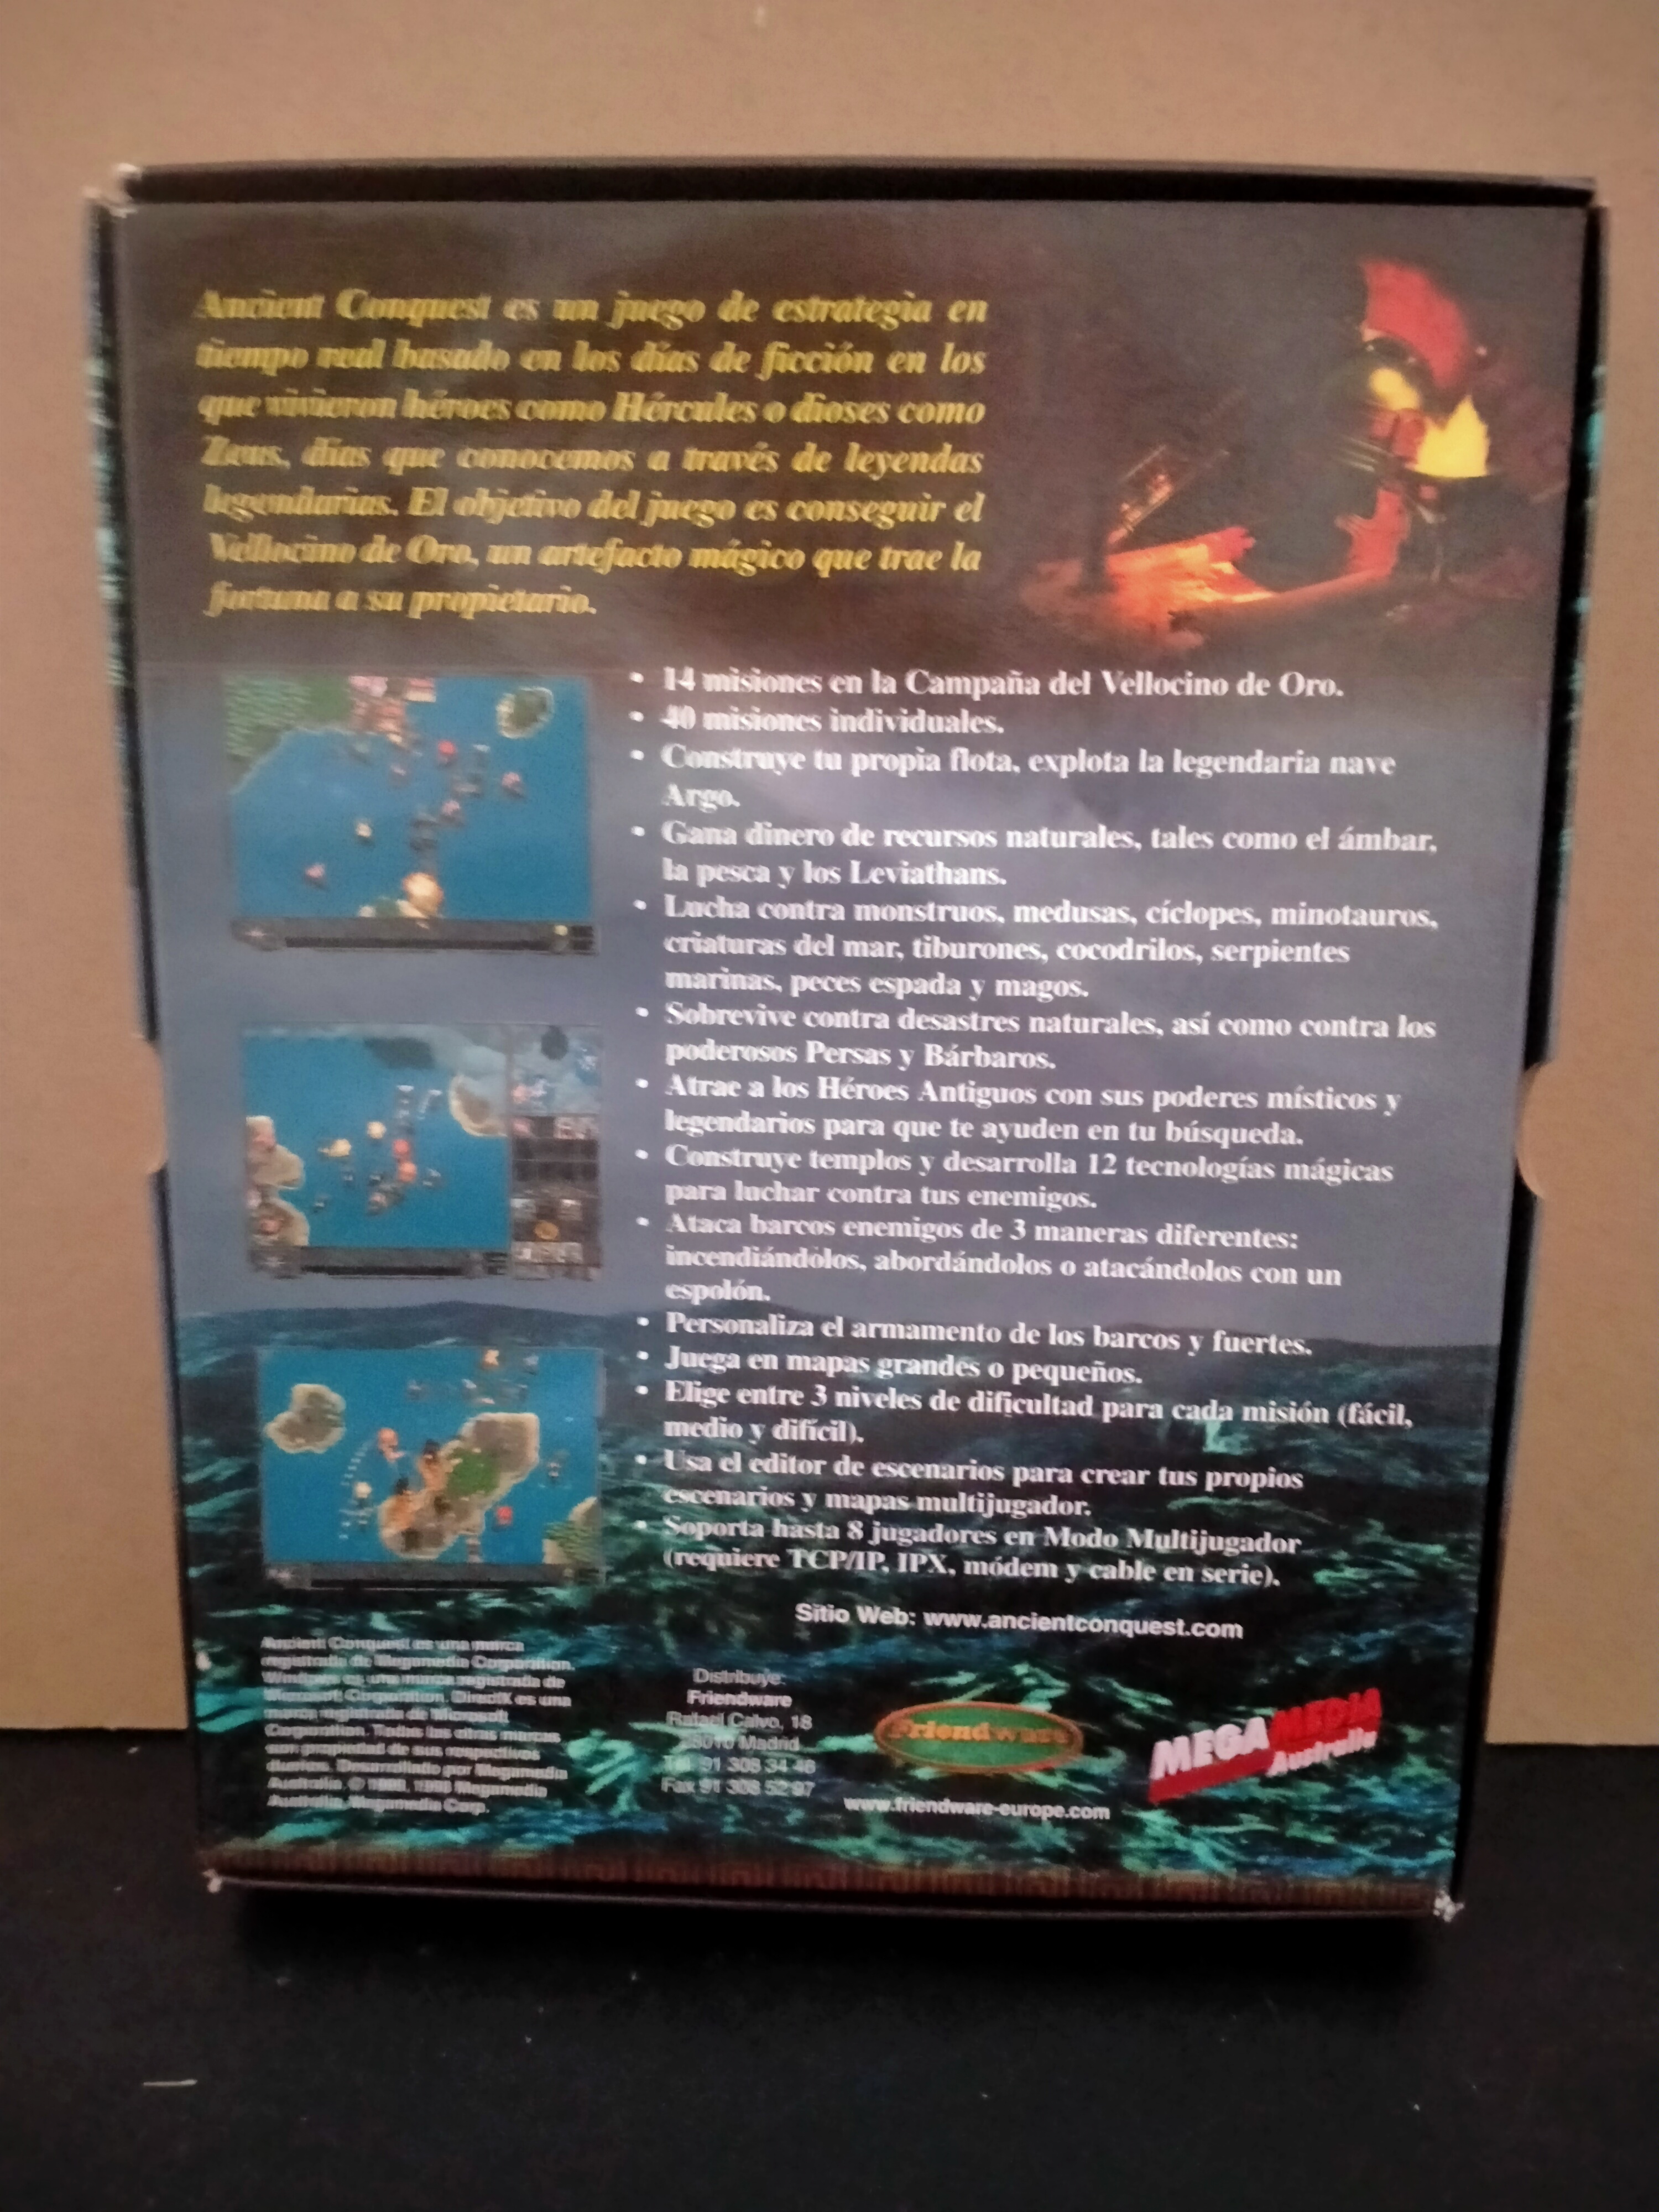 Ancient Conquest es un juego de estrategia en
tiempo real basado en los días de ficción en los
que vivieron héroes como Hércules o dioses como
Zeus, días que conocemos a través de leyendas
legendarias. El objetivo del juego es conseguir el
Vellocino de Oro, un artefacto mágico que trae la
fortuna a su propietario.
• 14 misiones en la Campaña del Vellocino de Oro.
• 40 misiones individuales.
• Construye tu propia flota, explota la legendaria nave
Argo.
• Gana dinero de recursos naturales, tales como el ámbar,
la pesca y los Leviathans.
• Lucha contra monstruos, medusas, cíclopes, minotauros,
criaturas del mar, tiburones, cocodrilos, serpientes
marinas, peces espada y magos.
• Sobrevive contra desastres naturales, así como contra los
poderosos Persas y Bárbaros.
• Atrae a los Héroes Antiguos con sus poderes místicos y
legendarios para que te ayuden en tu búsqueda.
• Construye templos y desarrolla 12 tecnologías mágicas
para luchar contra tus enemigos.
• Ataca barcos enemigos de 3 maneras diferentes:
incendiándolos, abordándolos o atacándolos con un
espolón.
• Personaliza el armamento de los barcos y fuertes.
• Juega en mapas grandes o pequeños.
• Elige entre 3 niveles de dificultad para cada misión (fácil,
medio y difícil).
• Usa el editor de escenarios para crear tus propios
escenarios y mapas multijugador.
• Soporta hasta 8 jugadores en Modo Multijugador
(requiere TCP/IP, IPX, módem y cable en serie).
Sitio Web: www.ancientconquest.com
Ancient Conquest es una marca
registrada de Megamedia Corporation.
Windows es una marca registrada de
Microsoft Corporation. DirectX es una
marca registrada de Microsoft
Corporation. Todas las otras marcas
son propiedad de sus respectivos
dueños. Desarrollado por Megamedia
Australia. © 1998, 1999 Megamedia
Australia, Megamedia Corp.
Distribuye:
Friendware
Rafael Calvo, 18
28010 Madrid
Tel. 91 308 34 46
Fax 91 308 52 97
Friendware
www.friendware-europe.com
MEGAMEDIA
Australia